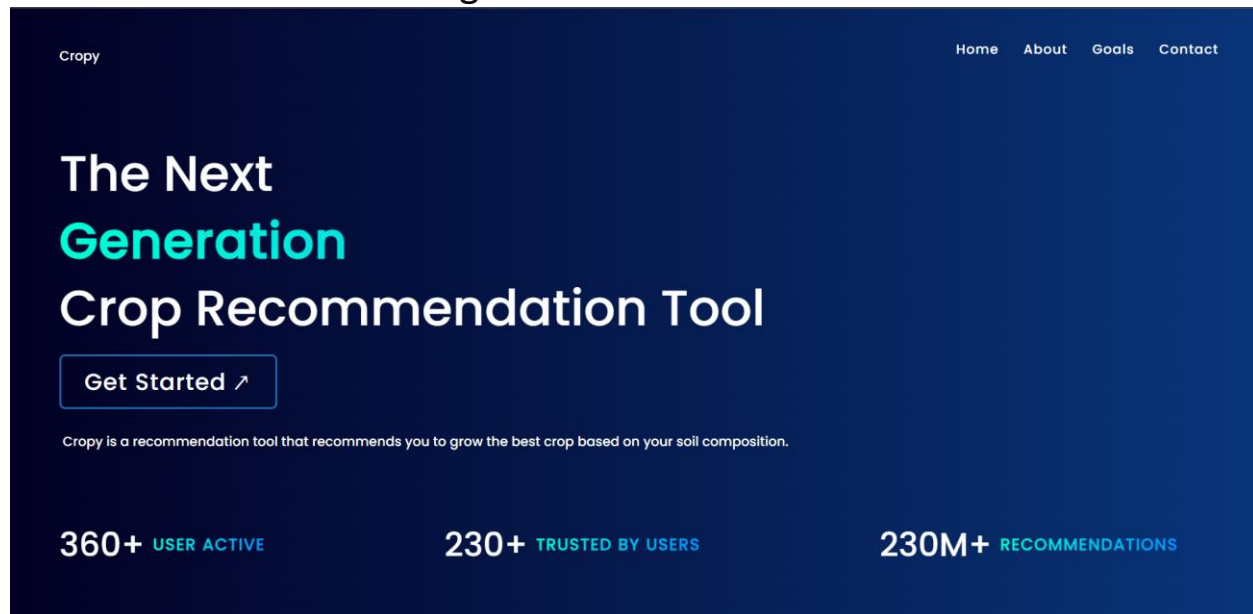 Cropy
Home About Goals Contact
The Next
Generation
Crop Recommendation Tool
Get Started ↗
Cropy is a recommendation tool that recommends you to grow the best crop based on your soil composition.
360+ USER ACTIVE
230+ TRUSTED BY USERS
230M+ RECOMMENDATIONS